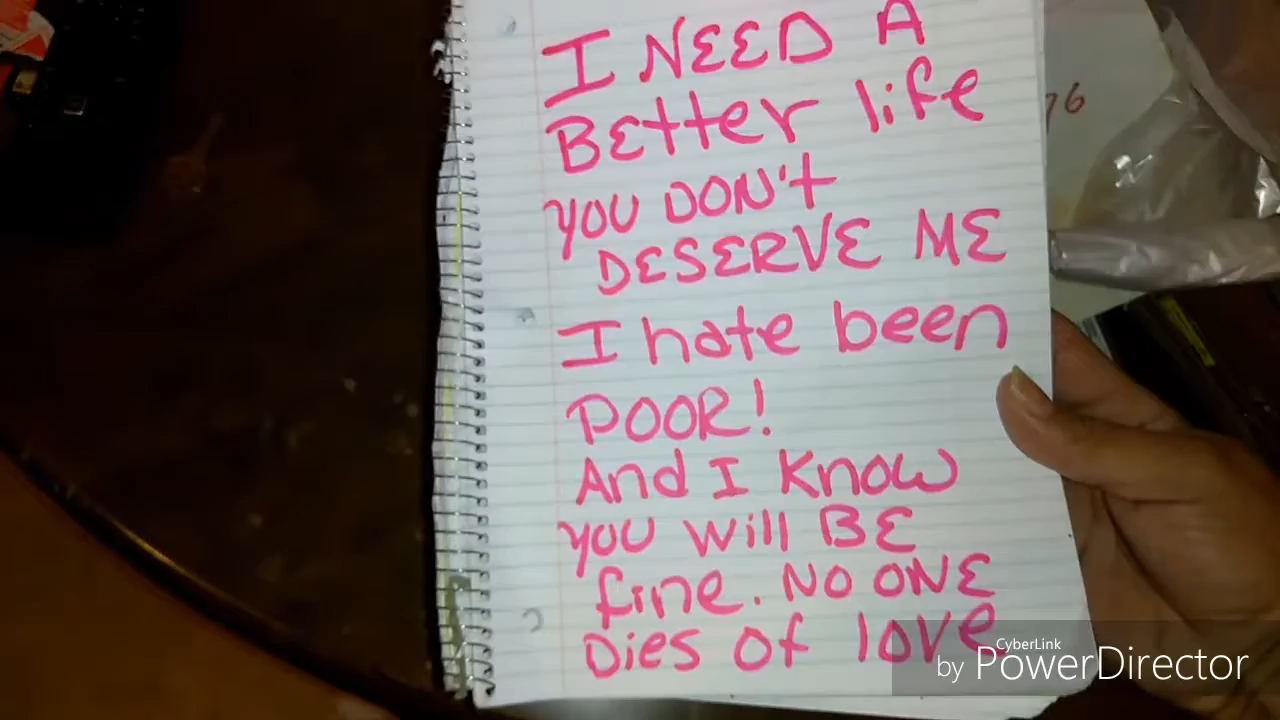 I NEED A
Better life
you DON't
DESERVE ME
I hate been
POOR!
And I know
you will BE
fine. NO ONE
Dies of love
76
CyberLink
by PowerDirector